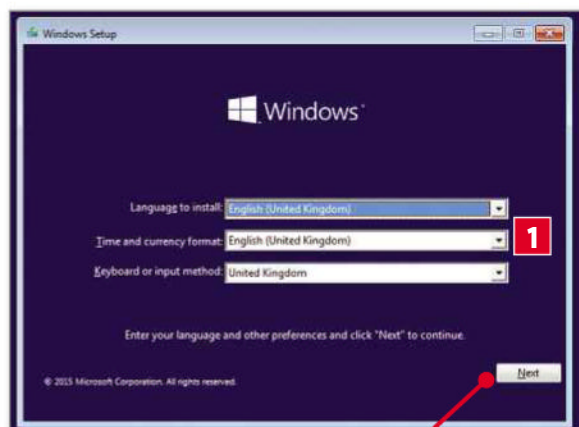 Windows Setup
Windows
Language to install: English (United Kingdom)
Time and currency format: English (United Kingdom)
1
Keyboard or input method: United Kingdom
Enter your language and other preferences and click "Next" to continue.
© 2015 Microsoft Corporation. All rights reserved.
Next